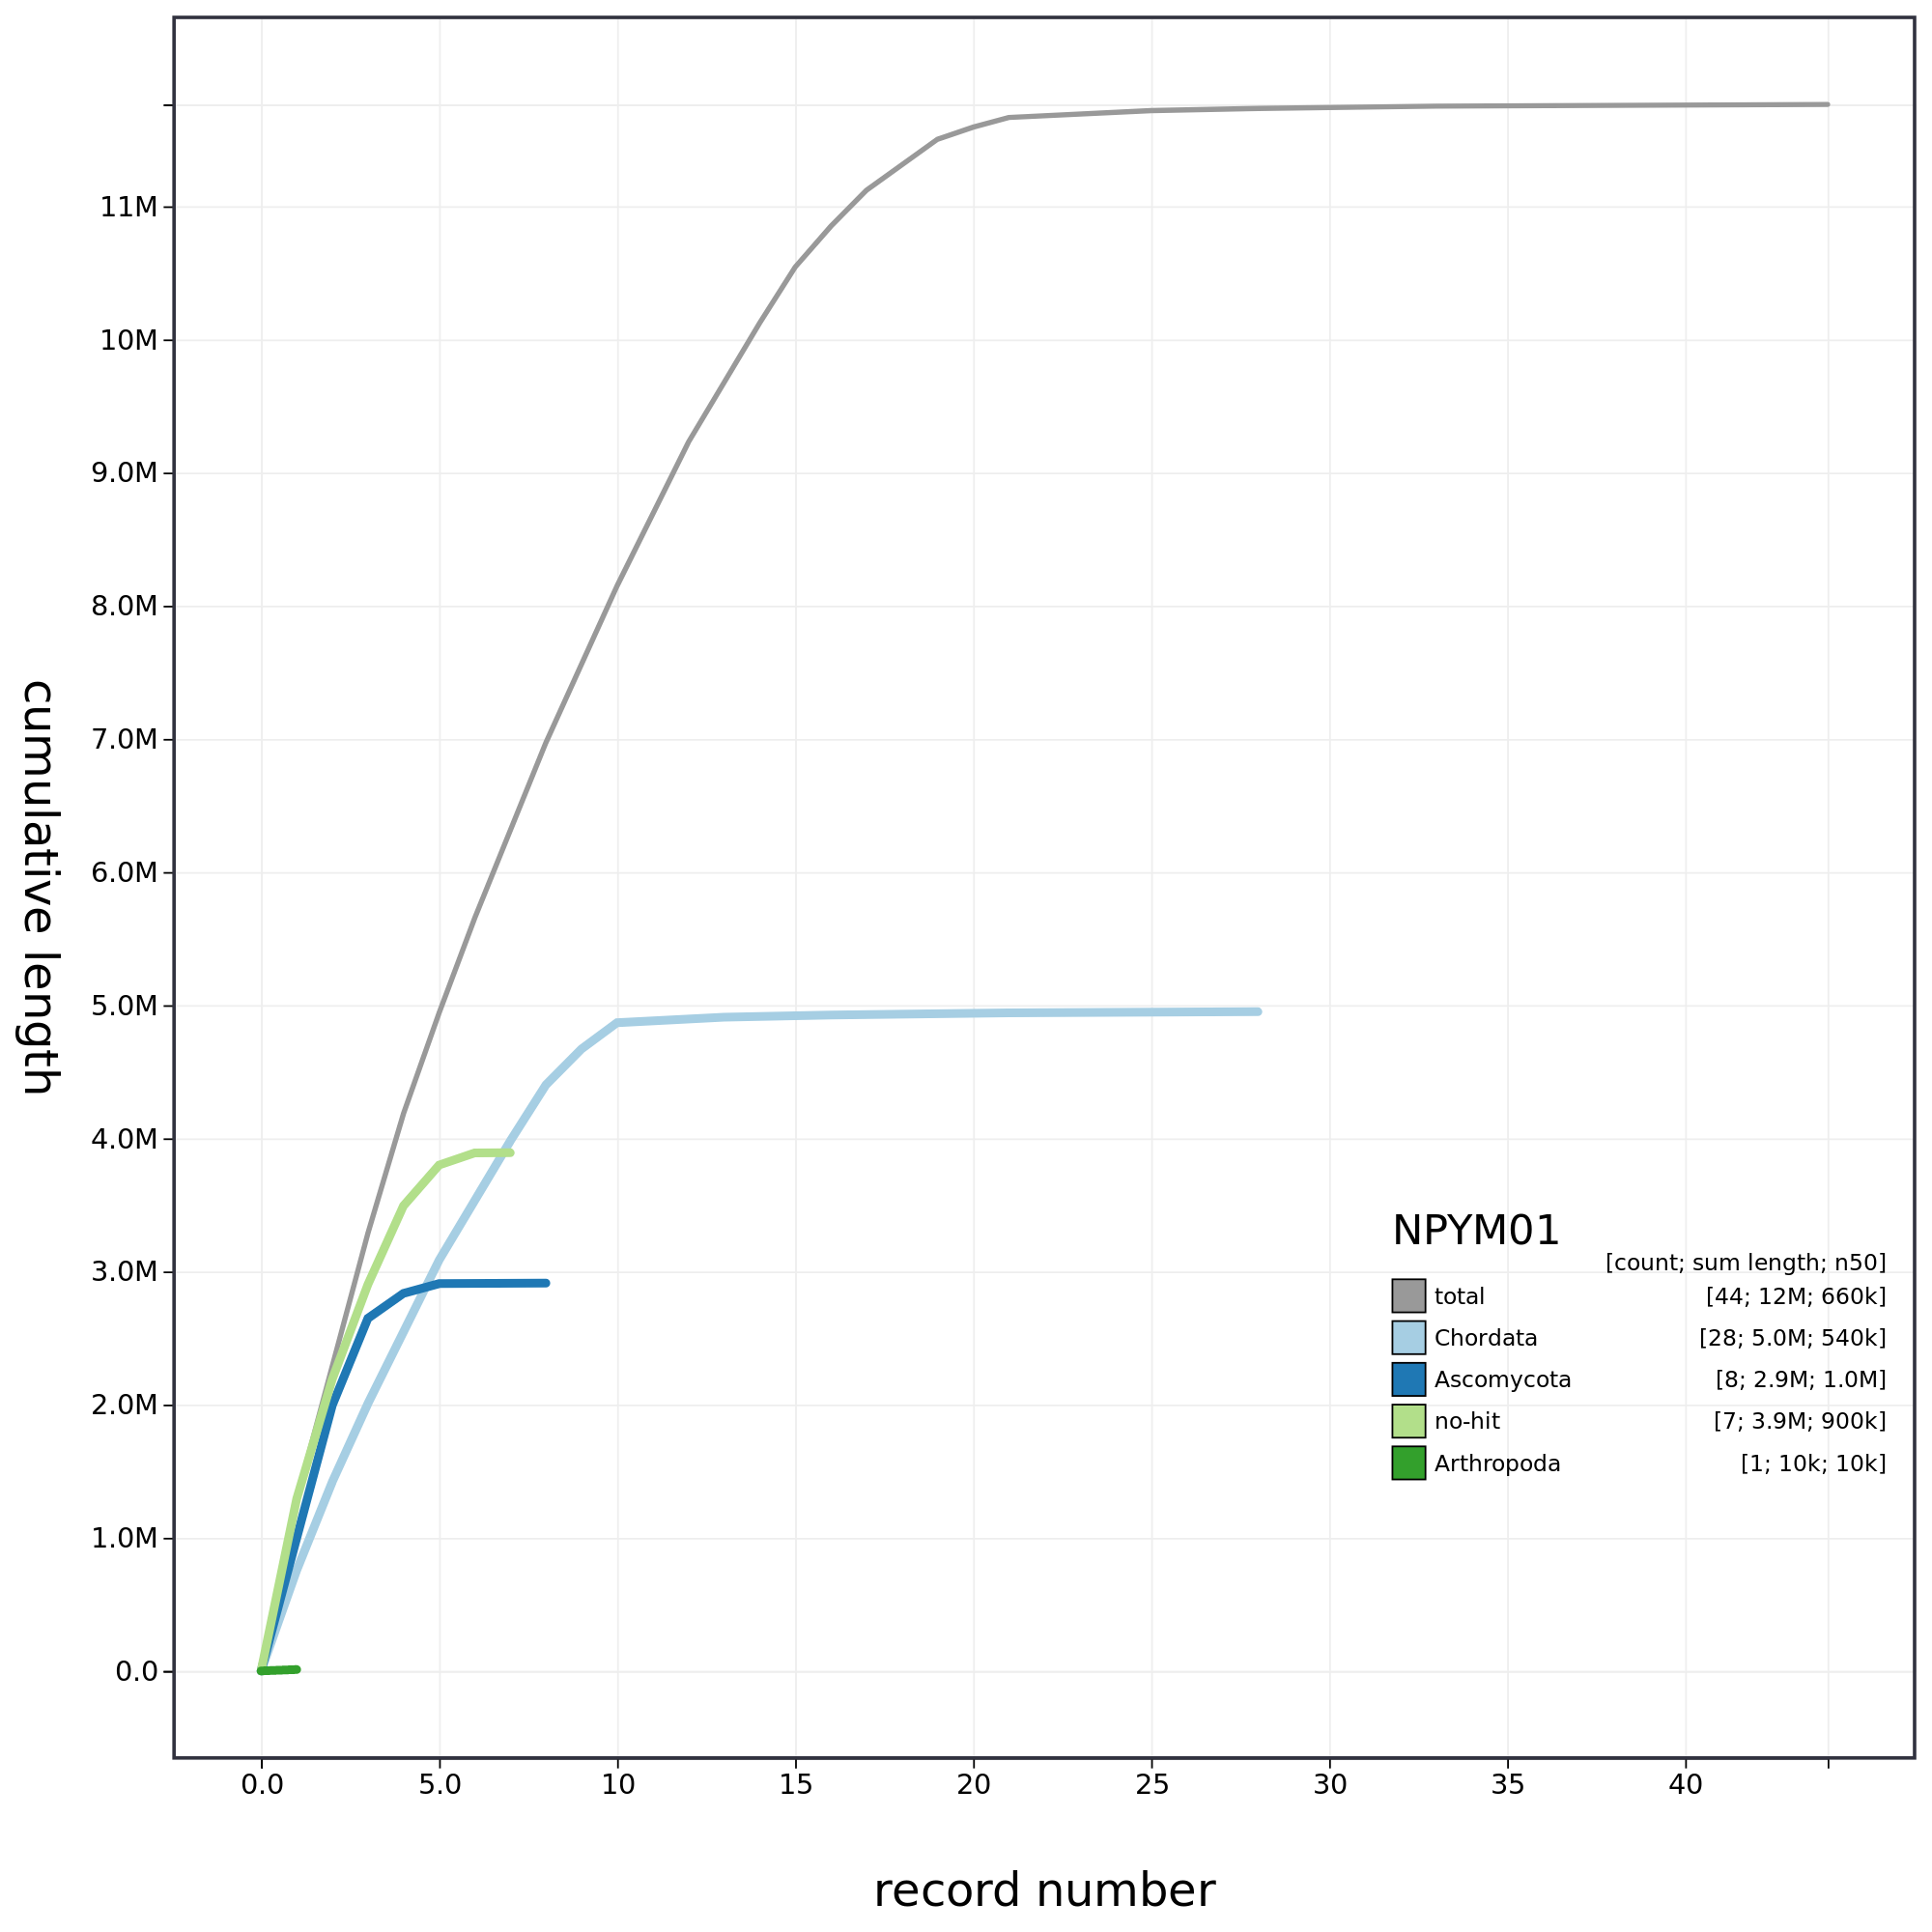 11M
10M
9.0M
8.0M
7.0M
6.0M
5.0M
4.0M
3.0M
2.0M
1.0M
0.0
cumulative length
0.0 5.0 10 15 20 25 30 35 40
record number
NPYM01
[count; sum length; n50]
total [44; 12M; 660k]
Chordata [28; 5.0M; 540k]
Ascomycota [8; 2.9M; 1.0M]
no-hit [7; 3.9M; 900k]
Arthropoda [1; 10k; 10k]